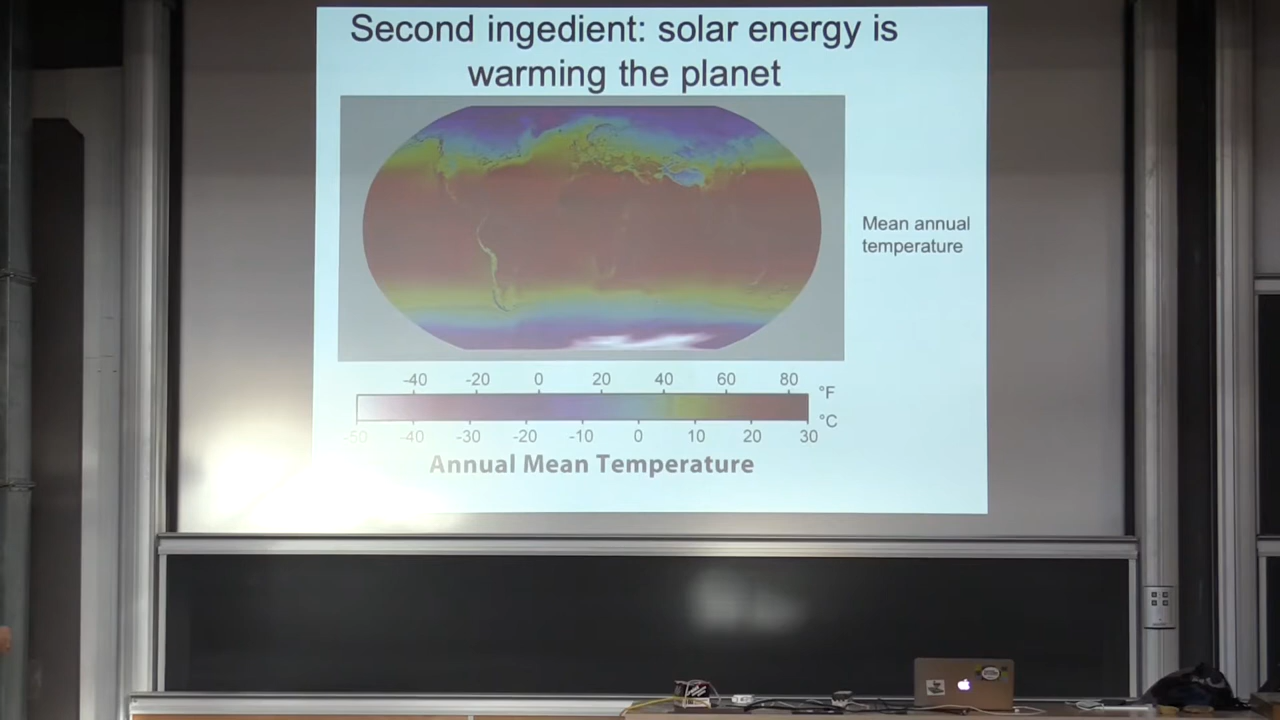 Second ingedient: solar energy is
warming the planet
Mean annual
temperature
-40 -20 0 20 40 60 80
°F
°C
-50 -40 -30 -20 -10 0 10 20 30
Annual Mean Temperature